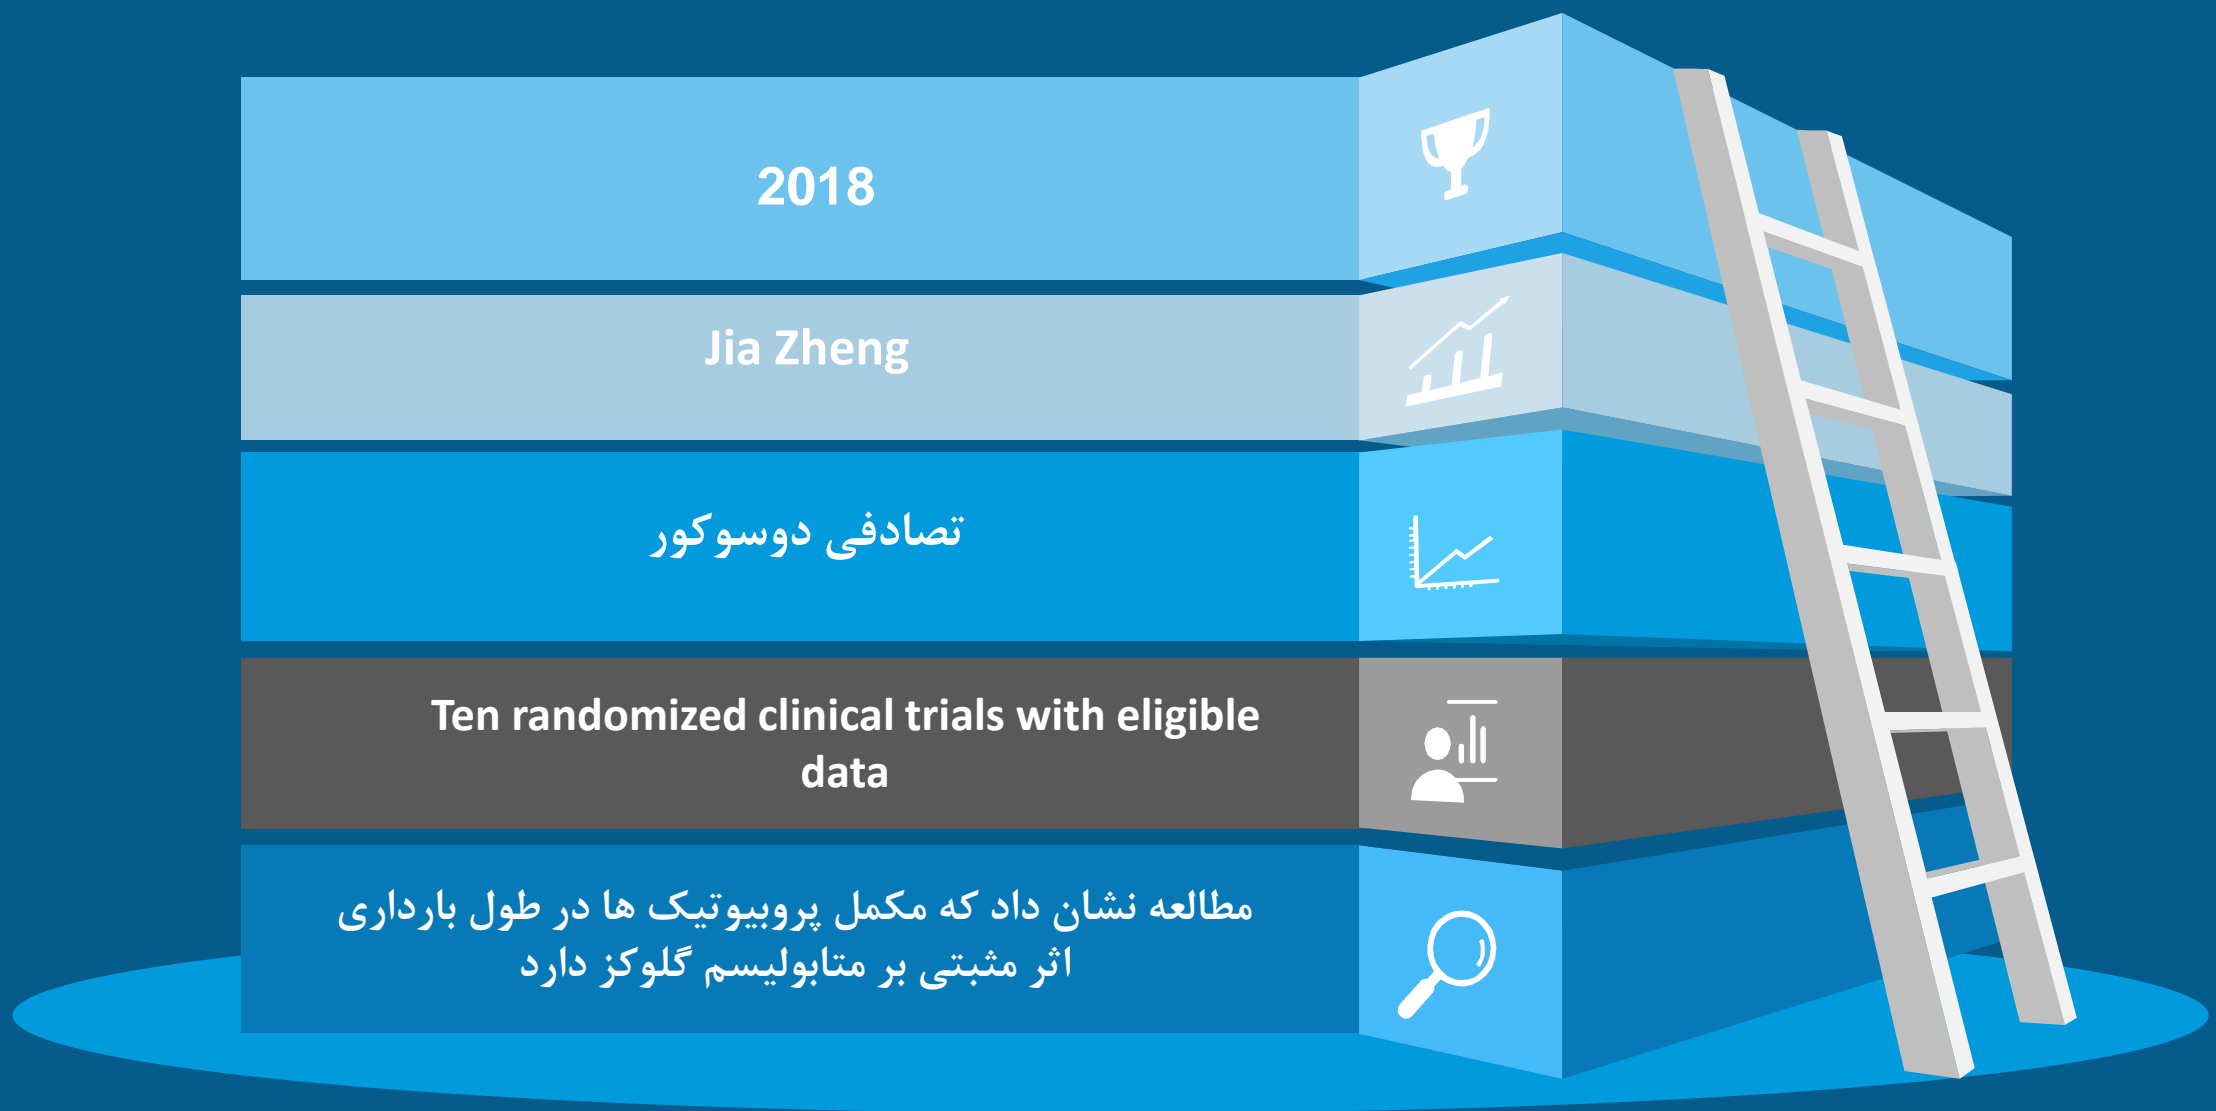 2018
Jia Zheng
تصادفی دوسوکور
Ten randomized clinical trials with eligible
data
مطالعه نشان داد که مکمل پروبیوتیک ها در طول بارداری
اثر مثبتی بر متابولیسم گلوکز دارد